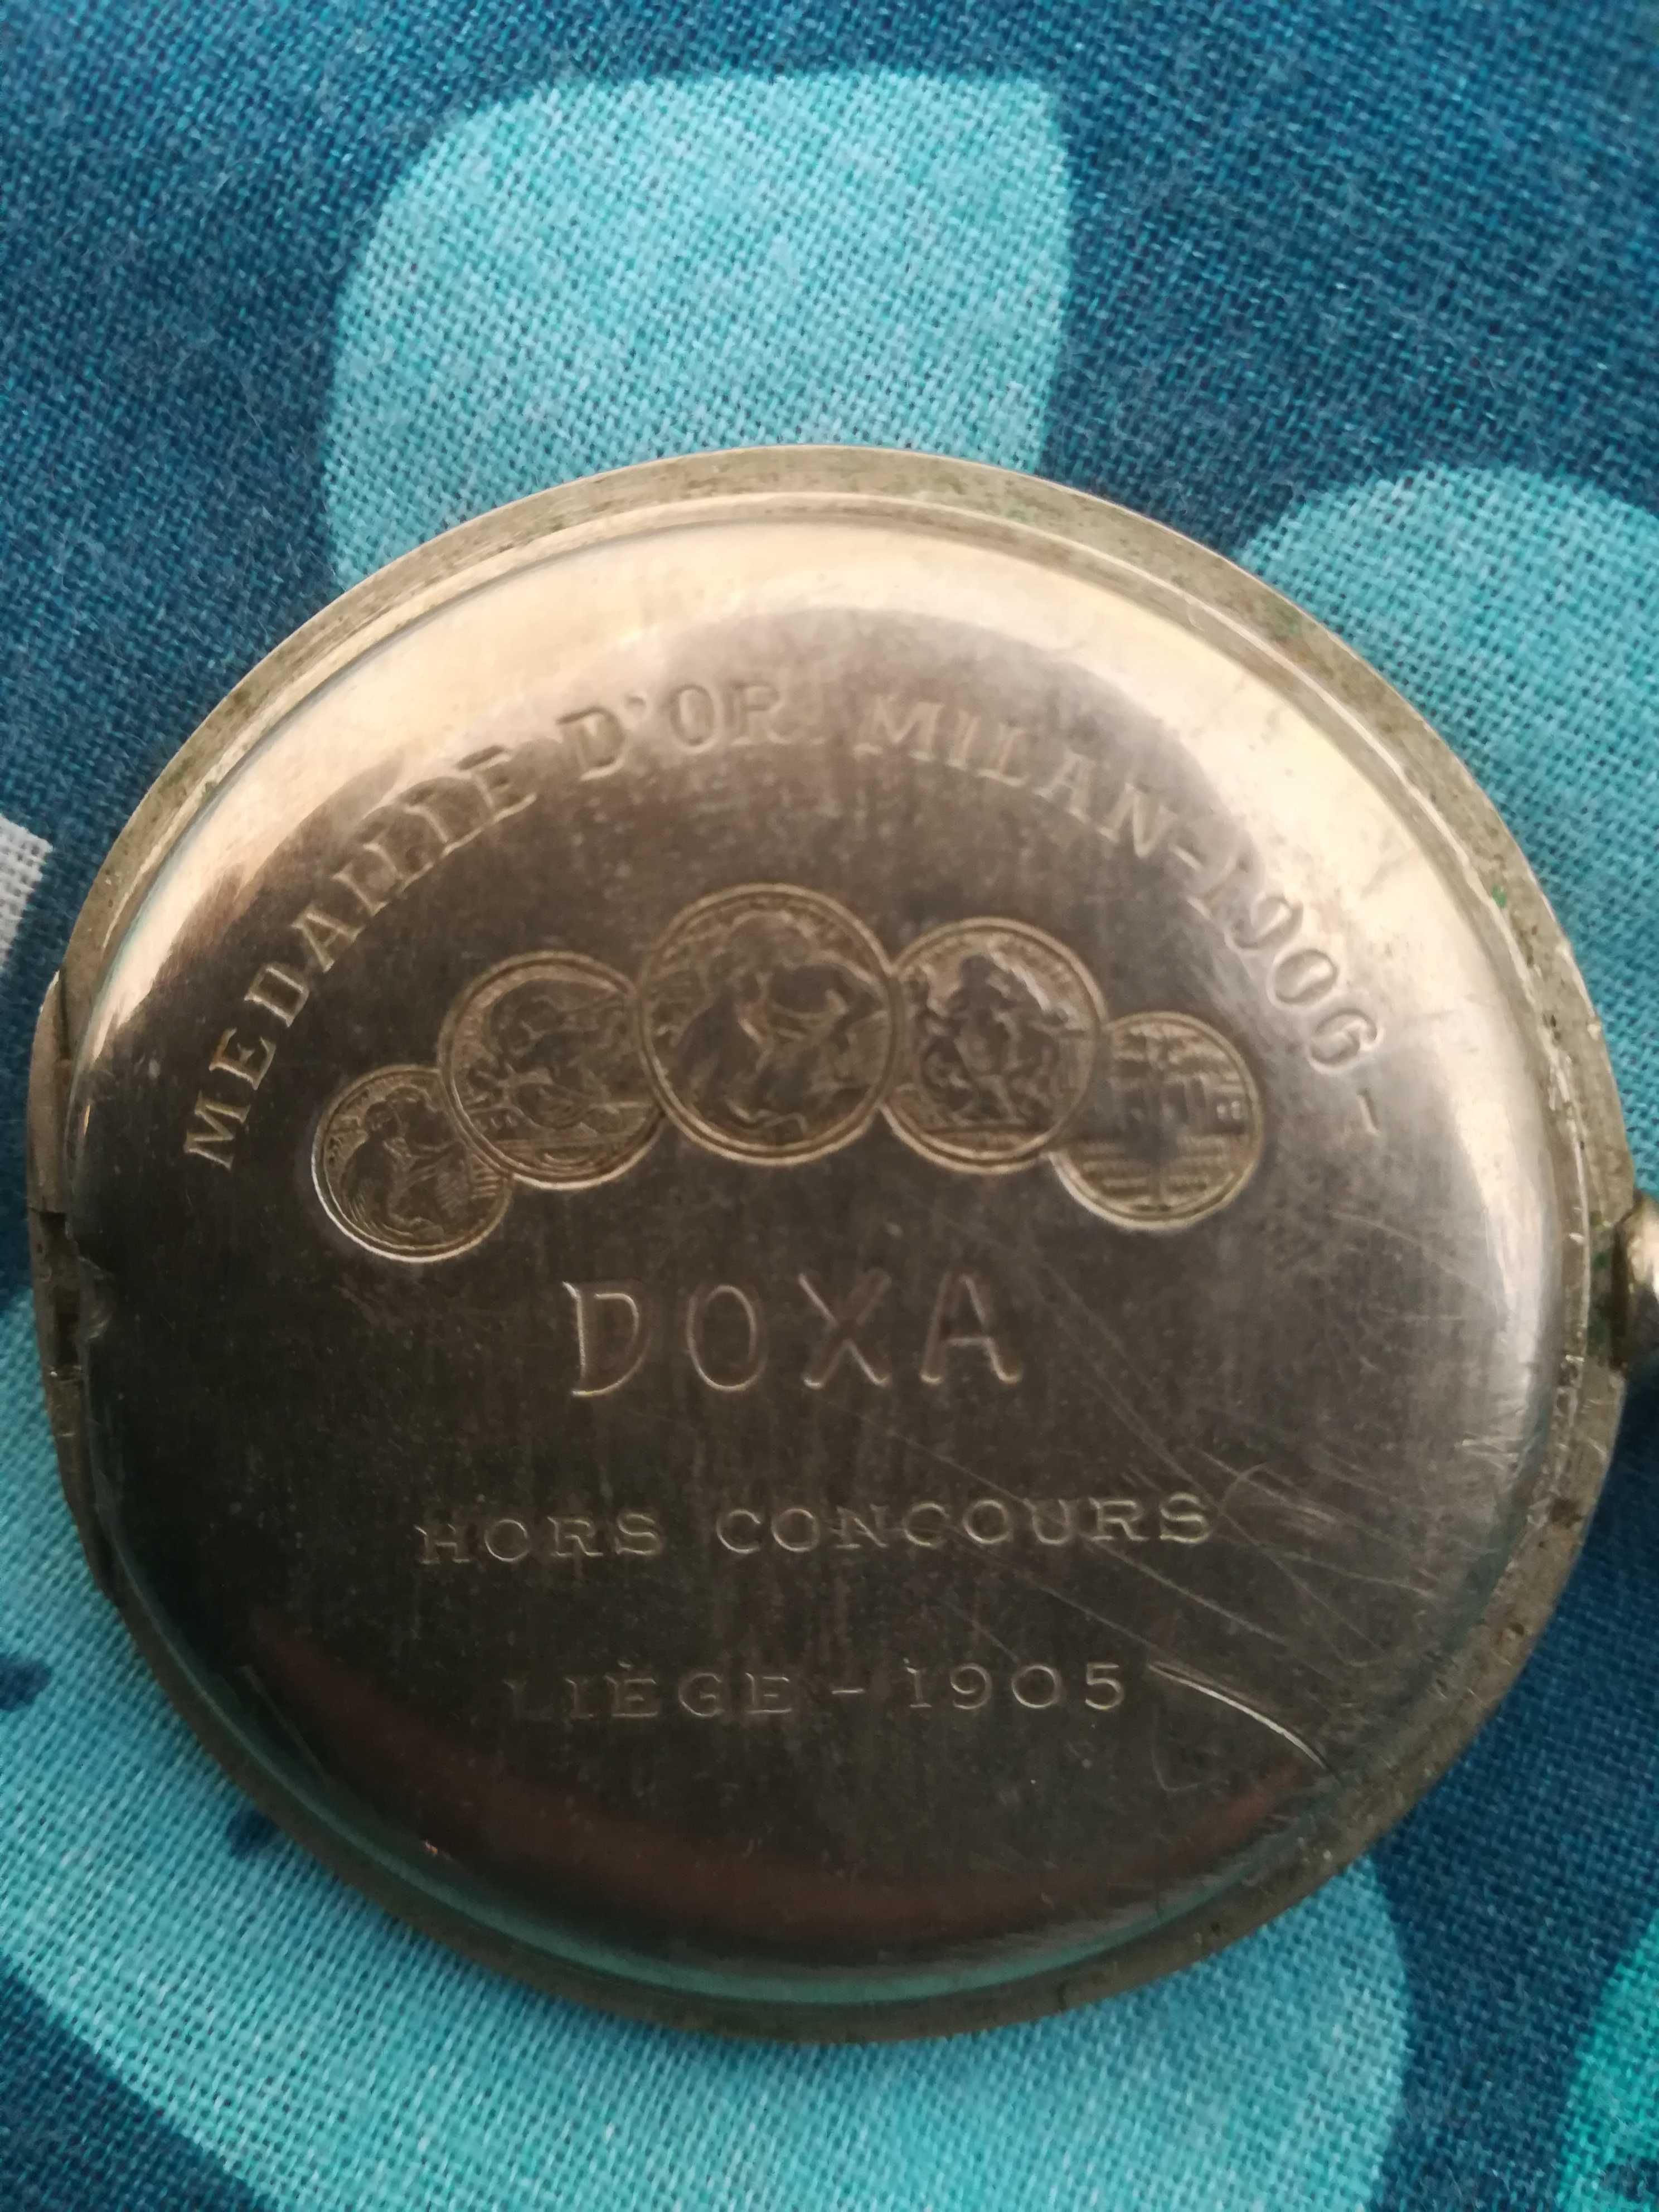 MEDAILLE D'OR MILAN-1906-
DOXA
HORS CONCOURS
LIÈGE-1905